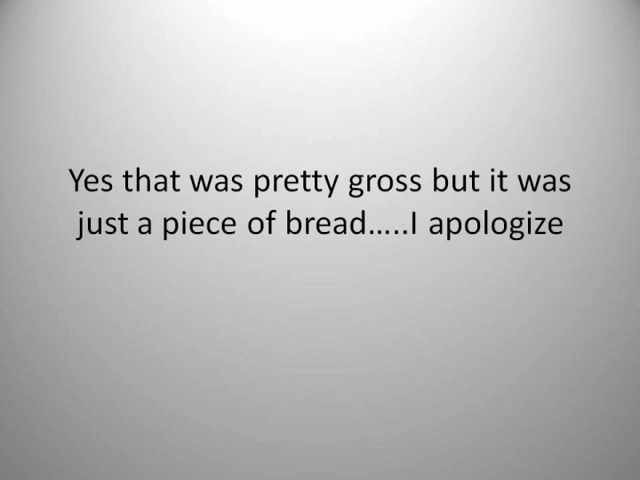 Yes that was pretty gross but it was
just a piece of bread.....I apologize